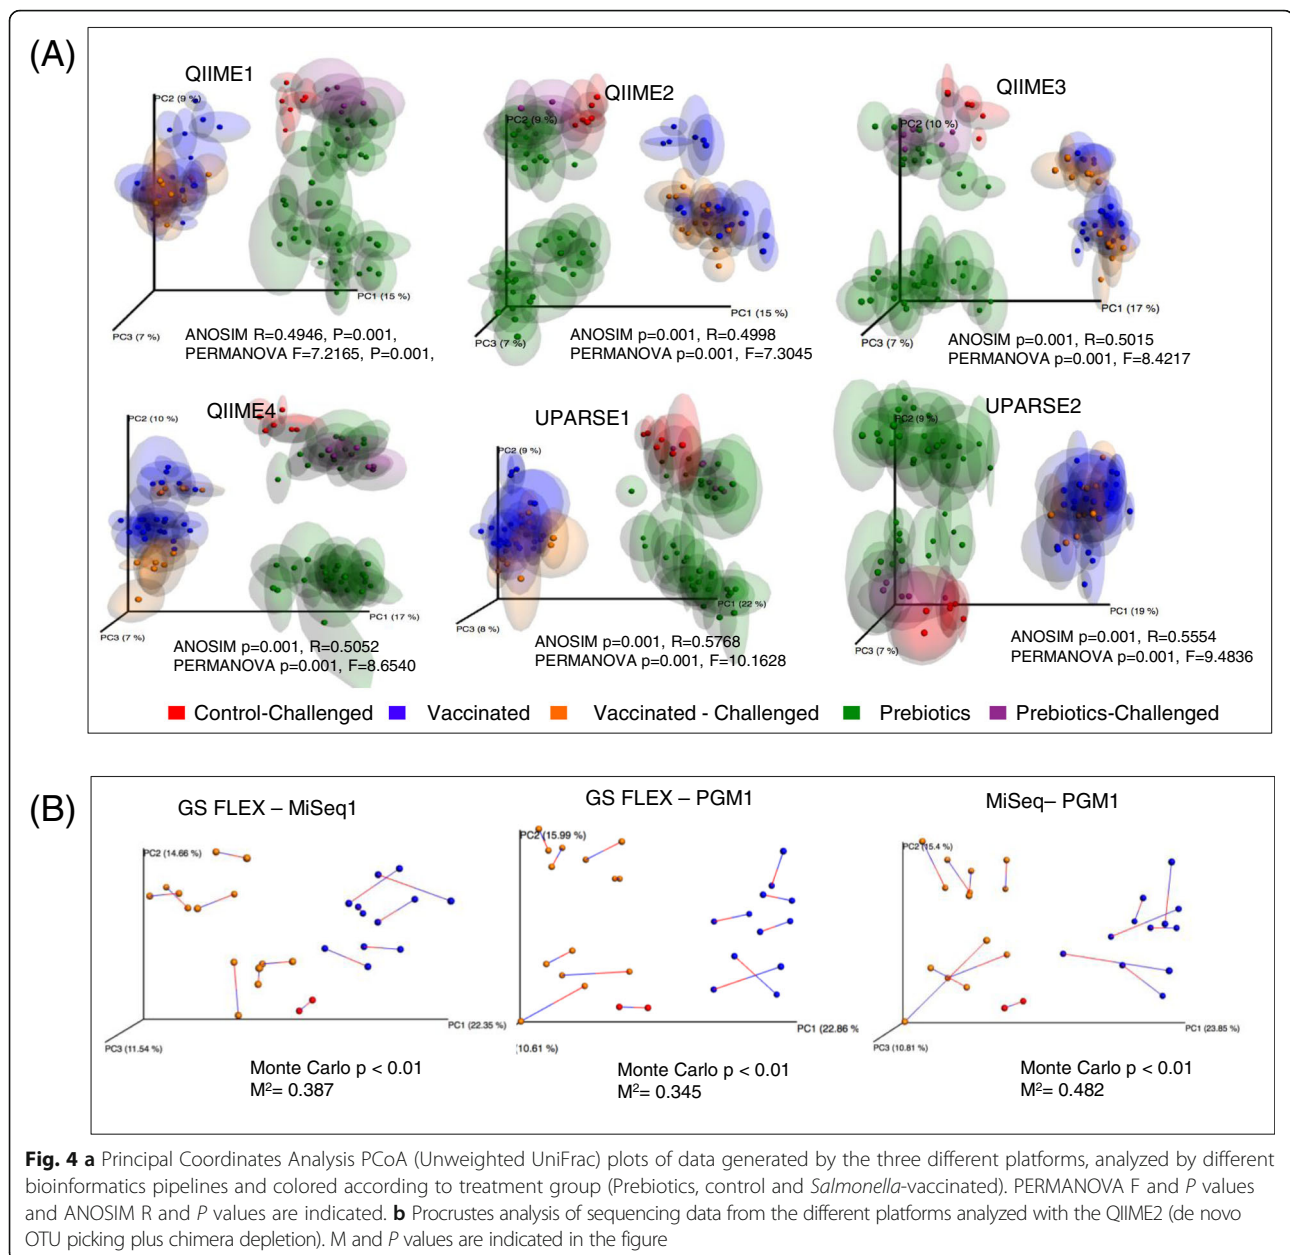 (A)
QIIME1
PC2 (9 %)
PC1 (15 %)
PC3 (7 %)
ANOSIM R=0.4946, P=0.001,
PERMANOVA F=7.2165, P=0.001,
QIIME2
PC2 (9 %)
PC1 (15 %)
PC3 (7 %)
ANOSIM p=0.001, R=0.4998
PERMANOVA p=0.001, F=7.3045
QIIME3
PC2 (10 %)
PC1 (17 %)
PC3 (7 %)
ANOSIM p=0.001, R=0.5015
PERMANOVA p=0.001, F=8.4217
QIIME4
PC2 (10 %)
PC1 (17 %)
PC3 (7 %)
ANOSIM p=0.001, R=0.5052
PERMANOVA p=0.001, F=8.6540
UPARSE1
PC2 (9 %)
PC1 (22 %)
PC3 (8 %)
ANOSIM p=0.001, R=0.5768
PERMANOVA p=0.001, F=10.1628
UPARSE2
PC2 (9 %)
PC1 (19 %)
PC3 (7 %)
ANOSIM p=0.001, R=0.5554
PERMANOVA p=0.001, F=9.4836
Control-Challenged Vaccinated Vaccinated - Challenged Prebiotics Prebiotics-Challenged
(B)
GS FLEX – MiSeq1
PC2 (14.66 %)
PC1 (22.35 %)
PC3 (11.54 %)
Monte Carlo p < 0.01
M²= 0.387
GS FLEX – PGM1
PC2 (15.99 %)
PC1 (22.86 %
(10.61 %)
Monte Carlo p < 0.01
M²= 0.345
MiSeq– PGM1
PC2 (15.4 %)
PC1 (23.85 %)
PC3 (10.81 %)
Monte Carlo p < 0.01
M²= 0.482
Fig. 4 a Principal Coordinates Analysis PCoA (Unweighted UniFrac) plots of data generated by the three different platforms, analyzed by different
bioinformatics pipelines and colored according to treatment group (Prebiotics, control and Salmonella-vaccinated). PERMANOVA F and P values
and ANOSIM R and P values are indicated. b Procrustes analysis of sequencing data from the different platforms analyzed with the QIIME2 (de novo
OTU picking plus chimera depletion). M and P values are indicated in the figure